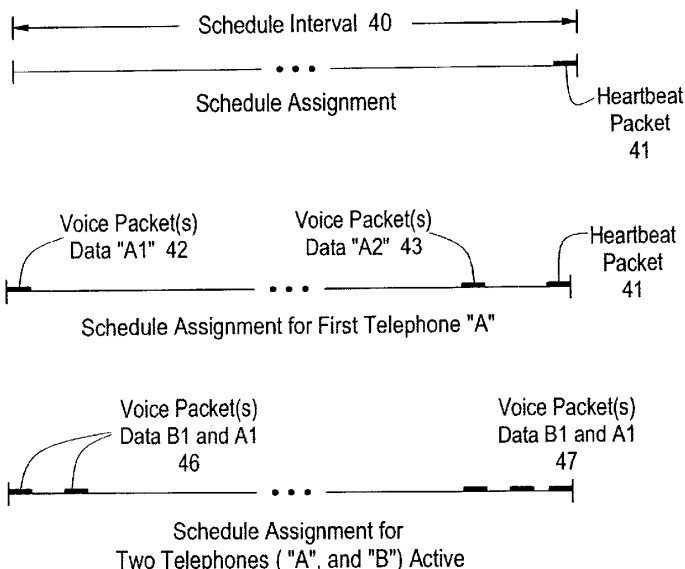 Schedule Interval 40
Schedule Assignment
Heartbeat
Packet
41
Voice Packet(s)
Data "A1" 42
Voice Packet(s)
Data "A2" 43
Heartbeat
Packet
41
Schedule Assignment for First Telephone "A"
Voice Packet(s)
Data B1 and A1
46
Voice Packet(s)
Data B1 and A1
47
Schedule Assignment for
Two Telephones ( "A", and "B") Active